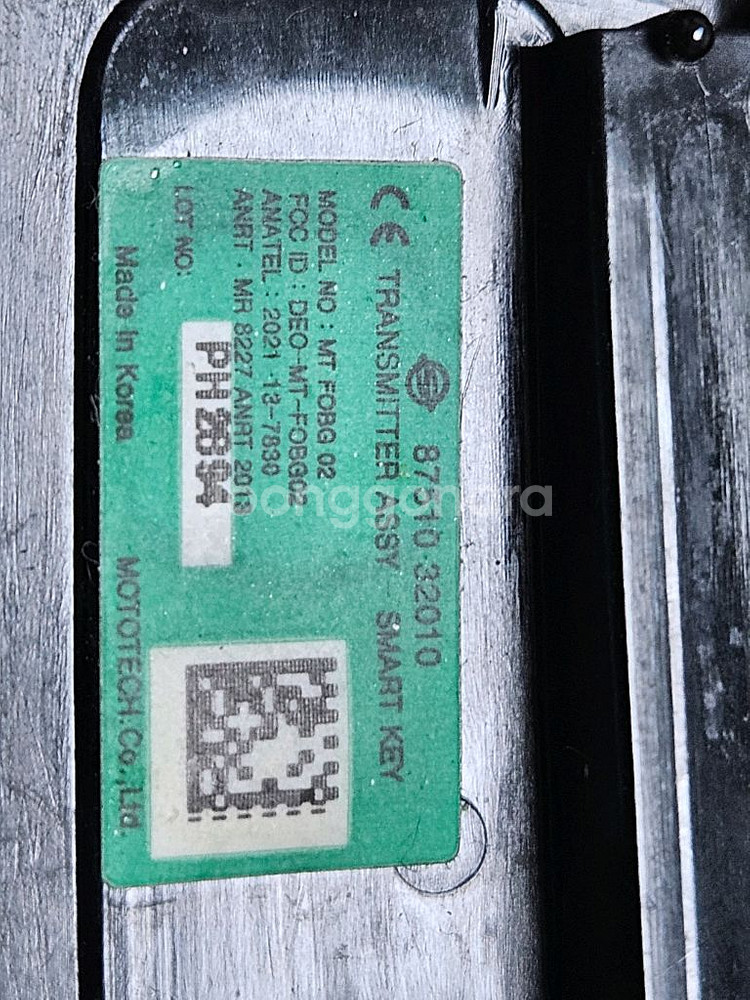 87510 32010
CE TRANSMITTER ASSY - SMART KEY
MODEL NO : MT FOBG 02
FCC ID : DEO-MT-FOBG02
ANATEL : 2021-13-7830
ANRT · MR 8227 ANRT 2018
LOT NO:
Made In Korea MOTOTECH.Co.,Ltd.